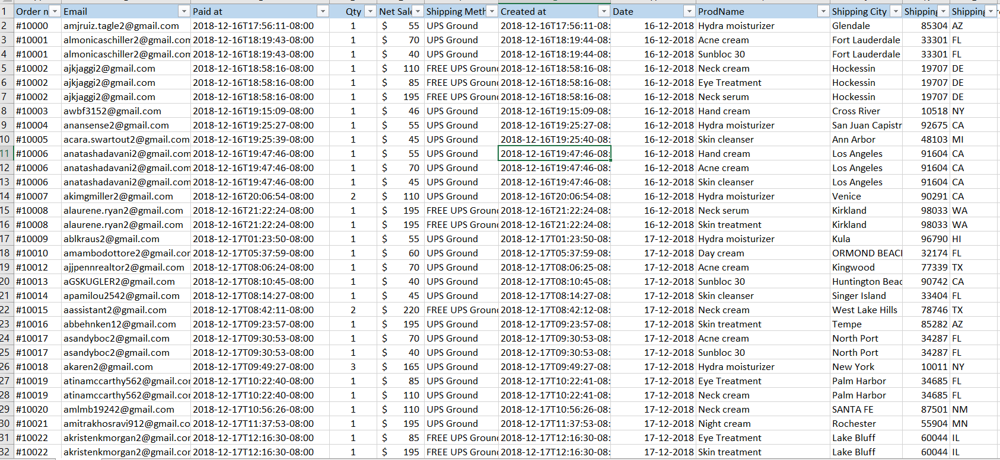 1 Order n Email Paid at Qty Net Sale Shipping Meth Created at Date ProdName Shipping City Shipping Shipping
2 #10000 amjruiz.tagle2@gmail.com 2018-12-16T17:56:11-08:00 1 $ 55 UPS Ground 2018-12-16T17:56:11-08: 16-12-2018 Hydra moisturizer Glendale 85304 AZ
3 #10001 almonicaschiller2@gmail.com 2018-12-16T18:19:43-08:00 1 $ 70 UPS Ground 2018-12-16T18:19:44-08: 16-12-2018 Acne cream Fort Lauderdale 33301 FL
4 #10001 almonicaschiller2@gmail.com 2018-12-16T18:19:43-08:00 1 $ 40 UPS Ground 2018-12-16T18:19:44-08: 16-12-2018 Sunbloc 30 Fort Lauderdale 33301 FL
5 #10002 ajkjaggi2@gmail.com 2018-12-16T18:58:16-08:00 1 $ 110 FREE UPS Groun 2018-12-16T18:58:16-08: 16-12-2018 Neck cream Hockessin 19707 DE
6 #10002 ajkjaggi2@gmail.com 2018-12-16T18:58:16-08:00 1 $ 85 FREE UPS Groun 2018-12-16T18:58:16-08: 16-12-2018 Eye Treatment Hockessin 19707 DE
7 #10002 ajkjaggi2@gmail.com 2018-12-16T18:58:16-08:00 1 $ 195 FREE UPS Groun 2018-12-16T18:58:16-08: 16-12-2018 Neck serum Hockessin 19707 DE
8 #10003 awbf3152@gmail.com 2018-12-16T19:15:09-08:00 1 $ 46 UPS Ground 2018-12-16T19:15:09-08: 16-12-2018 Hand cream Cross River 10518 NY
9 #10004 anansense2@gmail.com 2018-12-16T19:25:27-08:00 1 $ 55 UPS Ground 2018-12-16T19:25:27-08: 16-12-2018 Hydra moisturizer San Juan Capistr 92675 CA
10 #10005 acara.swartout2@gmail.com 2018-12-16T19:25:39-08:00 1 $ 45 UPS Ground 2018-12-16T19:25:40-08: 16-12-2018 Skin cleanser Ann Arbor 48103 MI
11 #10006 anatashadavani2@gmail.com 2018-12-16T19:47:46-08:00 1 $ 55 UPS Ground 2018-12-16T19:47:46-08: 16-12-2018 Hand cream Los Angeles 91604 CA
12 #10006 anatashadavani2@gmail.com 2018-12-16T19:47:46-08:00 1 $ 70 UPS Ground 2018-12-16T19:47:46-08: 16-12-2018 Acne cream Los Angeles 91604 CA
13 #10006 anatashadavani2@gmail.com 2018-12-16T19:47:46-08:00 1 $ 45 UPS Ground 2018-12-16T19:47:46-08: 16-12-2018 Skin cleanser Los Angeles 91604 CA
14 #10007 akimgmiller2@gmail.com 2018-12-16T20:06:54-08:00 2 $ 110 UPS Ground 2018-12-16T20:06:54-08: 16-12-2018 Hydra moisturizer Venice 90291 CA
15 #10008 alaurene.ryan2@gmail.com 2018-12-16T21:22:24-08:00 1 $ 195 FREE UPS Groun 2018-12-16T21:22:24-08: 16-12-2018 Neck serum Kirkland 98033 WA
16 #10008 alaurene.ryan2@gmail.com 2018-12-16T21:22:24-08:00 1 $ 195 FREE UPS Groun 2018-12-16T21:22:24-08: 16-12-2018 Skin treatment Kirkland 98033 WA
17 #10009 ablkraus2@gmail.com 2018-12-17T01:23:50-08:00 1 $ 55 UPS Ground 2018-12-17T01:23:50-08: 17-12-2018 Hydra moisturizer Kula 96790 HI
18 #10010 amambodottore2@gmail.cor 2018-12-17T05:37:59-08:00 1 $ 60 UPS Ground 2018-12-17T05:37:59-08: 17-12-2018 Day cream ORMOND BEACI 32174 FL
19 #10012 ajjpennrealtor2@gmail.com 2018-12-17T08:06:24-08:00 1 $ 70 UPS Ground 2018-12-17T08:06:25-08: 17-12-2018 Acne cream Kingwood 77339 TX
20 #10013 aGSKUGLER2@gmail.com 2018-12-17T08:10:45-08:00 1 $ 40 UPS Ground 2018-12-17T08:10:45-08: 17-12-2018 Sunbloc 30 Huntington Beac 90742 CA
21 #10014 apamilou2542@gmail.com 2018-12-17T08:14:27-08:00 1 $ 45 UPS Ground 2018-12-17T08:14:27-08: 17-12-2018 Skin cleanser Singer Island 33404 FL
22 #10015 aassistant2@gmail.com 2018-12-17T08:42:11-08:00 2 $ 220 FREE UPS Groun 2018-12-17T08:42:12-08: 17-12-2018 Neck cream West Lake Hills 78746 TX
23 #10016 abbehnken12@gmail.com 2018-12-17T09:23:57-08:00 1 $ 195 UPS Ground 2018-12-17T09:23:57-08: 17-12-2018 Skin treatment Tempe 85282 AZ
24 #10017 asandyboc2@gmail.com 2018-12-17T09:30:53-08:00 1 $ 70 UPS Ground 2018-12-17T09:30:53-08: 17-12-2018 Acne cream North Port 34287 FL
25 #10017 asandyboc2@gmail.com 2018-12-17T09:30:53-08:00 1 $ 40 UPS Ground 2018-12-17T09:30:53-08: 17-12-2018 Sunbloc 30 North Port 34287 FL
26 #10018 akaren2@gmail.com 2018-12-17T09:49:27-08:00 3 $ 165 UPS Ground 2018-12-17T09:49:27-08: 17-12-2018 Hydra moisturizer New York 10011 NY
27 #10019 atinamccarthy562@gmail.cor 2018-12-17T10:22:40-08:00 1 $ 85 UPS Ground 2018-12-17T10:22:41-08: 17-12-2018 Eye Treatment Palm Harbor 34685 FL
28 #10019 atinamccarthy562@gmail.cor 2018-12-17T10:22:40-08:00 1 $ 110 UPS Ground 2018-12-17T10:22:41-08: 17-12-2018 Neck cream Palm Harbor 34685 FL
29 #10020 amlmb19242@gmail.com 2018-12-17T10:56:26-08:00 1 $ 110 UPS Ground 2018-12-17T10:56:26-08: 17-12-2018 Neck cream SANTA FE 87501 NM
30 #10021 amitrakhosravi912@gmail.co 2018-12-17T11:37:53-08:00 1 $ 195 UPS Ground 2018-12-17T11:37:53-08: 17-12-2018 Night cream Rochester 55904 MN
31 #10022 akristenkmorgan2@gmail.cor 2018-12-17T12:16:30-08:00 1 $ 85 FREE UPS Groun 2018-12-17T12:16:30-08: 17-12-2018 Eye Treatment Lake Bluff 60044 IL
32 #10022 akristenkmorgan2@gmail.cor 2018-12-17T12:16:30-08:00 1 $ 195 FREE UPS Groun 2018-12-17T12:16:30-08: 17-12-2018 Skin treatment Lake Bluff 60044 IL